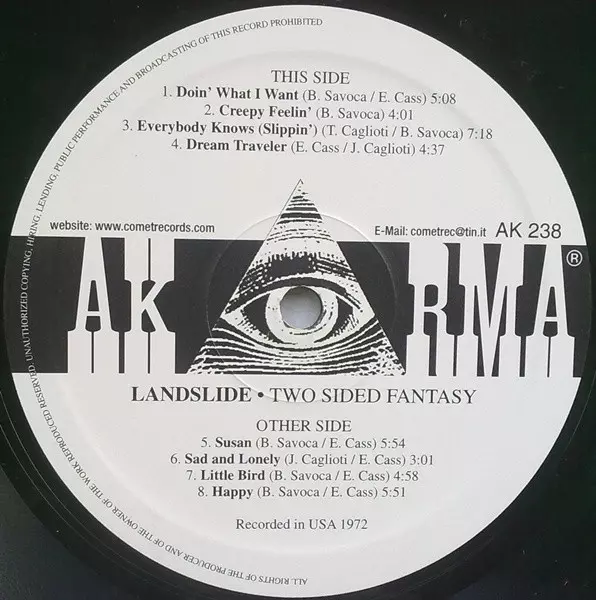 ALL RIGHTS OF THE PRODUCER AND OF THE OWNER OF THE WORK REPRODUCED RESERVED. UNAUTHORIZED COPYING, HIRING, LENDING, PUBLIC PERFORMANCE AND BROADCASTING OF THIS RECORD PROHIBITED
THIS SIDE
1. Doin’ What I Want (B. Savoca / E. Cass) 5:08
2. Creepy Feelin’ (B. Savoca) 4:01
3. Everybody Knows (Slippin’) (T. Caglioti / B. Savoca) 7:18
4. Dream Traveler (E. Cass / J. Caglioti) 4:37
website: www.cometrecords.com
E-Mail: cometrec@tin.it AK 238
AKARMA®
LANDSLIDE • TWO SIDED FANTASY
OTHER SIDE
5. Susan (B. Savoca / E. Cass) 5:54
6. Sad and Lonely (J. Caglioti / E. Cass) 3:01
7. Little Bird (B. Savoca / E. Cass) 4:58
8. Happy (B. Savoca / E. Cass) 5:51
Recorded in USA 1972